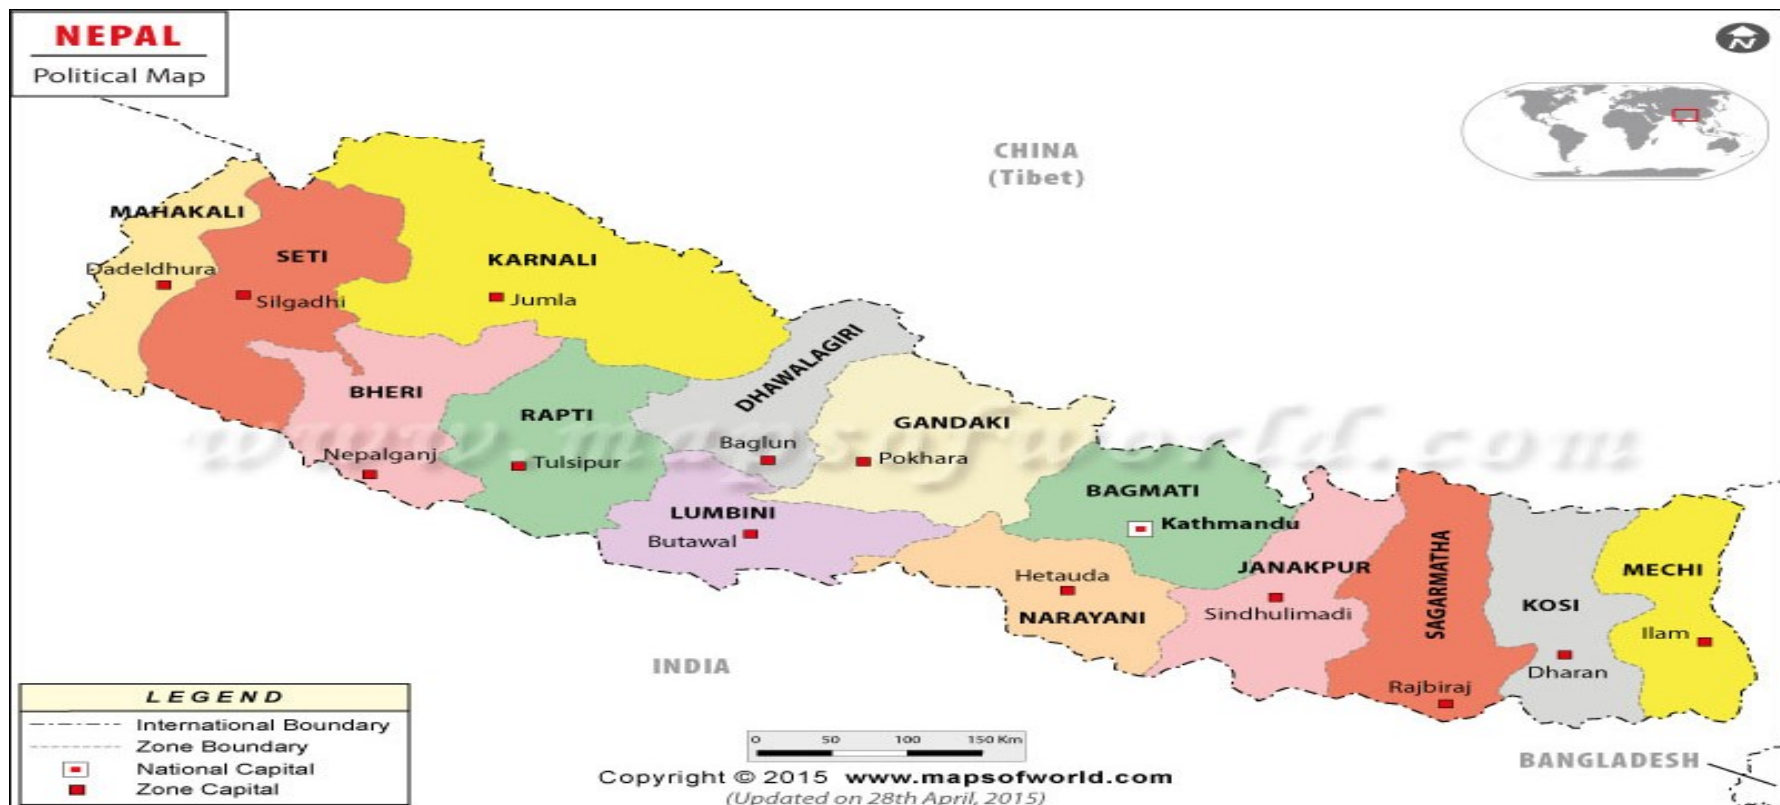 NEPAL
Political Map
N
CHINA
(Tibet)
MAHAKALI
Dadeldhura
SETI
Silgadhi
KARNALI
Jumla
DHAWALAGIRI
BHERI
RAPTI
GANDAKI
www.mapsofworld.com
Baglun
Pokhara
Nepalganj
Tulsipur
BAGMATI
LUMBINI
Kathmandu
Butawal
JANAKPUR
MECHI
Hetauda
SAGARMATHA
KOSI
NARAYANI
Sindhulimadi
Ilam
INDIA
Dharan
Rajbiraj
LEGEND
International Boundary
Zone Boundary
National Capital
Zone Capital
0 50 100 150 Km
BANGLADESH
Copyright © 2015 www.mapsofworld.com
(Updated on 28th April, 2015)